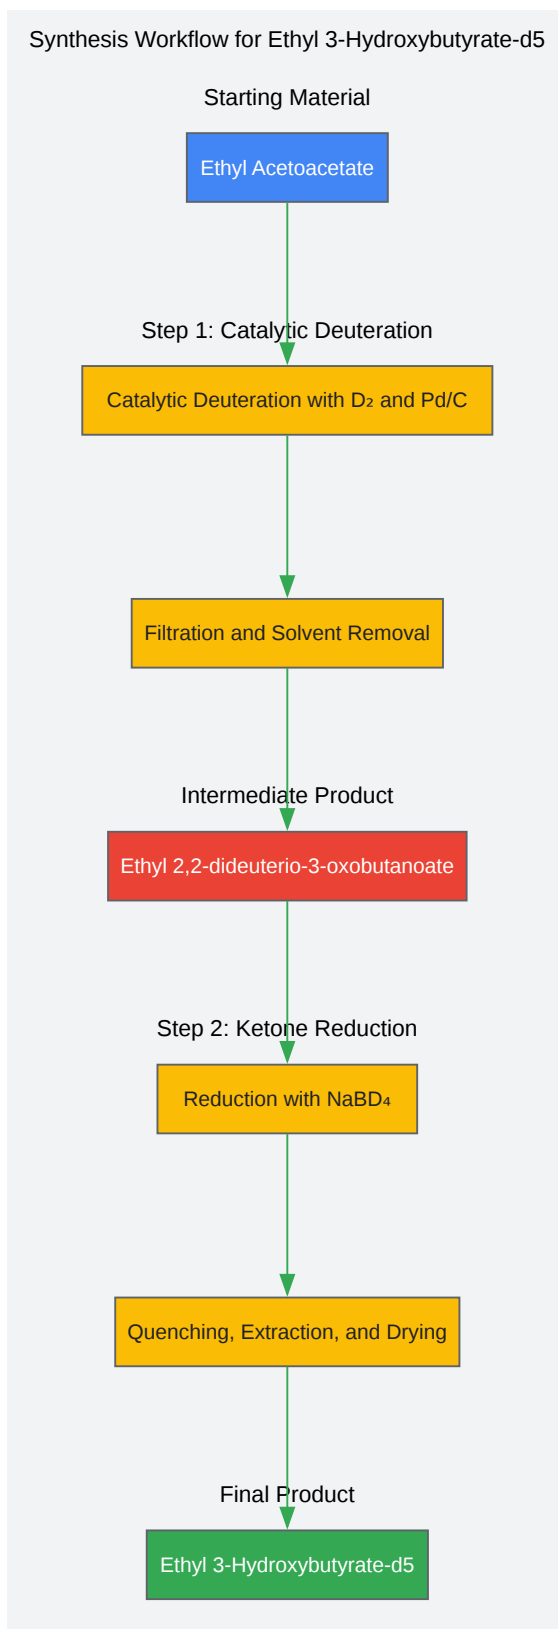 Synthesis Workflow for Ethyl 3-Hydroxybutyrate-d5
Starting Material
Ethyl Acetoacetate
Step 1: Catalytic Deuteration
Catalytic Deuteration with D₂ and Pd/C
Filtration and Solvent Removal
Intermediate Product
Ethyl 2,2-dideuterio-3-oxobutanoate
Step 2: Ketone Reduction
Reduction with NaBD₄
Quenching, Extraction, and Drying
Final Product
Ethyl 3-Hydroxybutyrate-d5